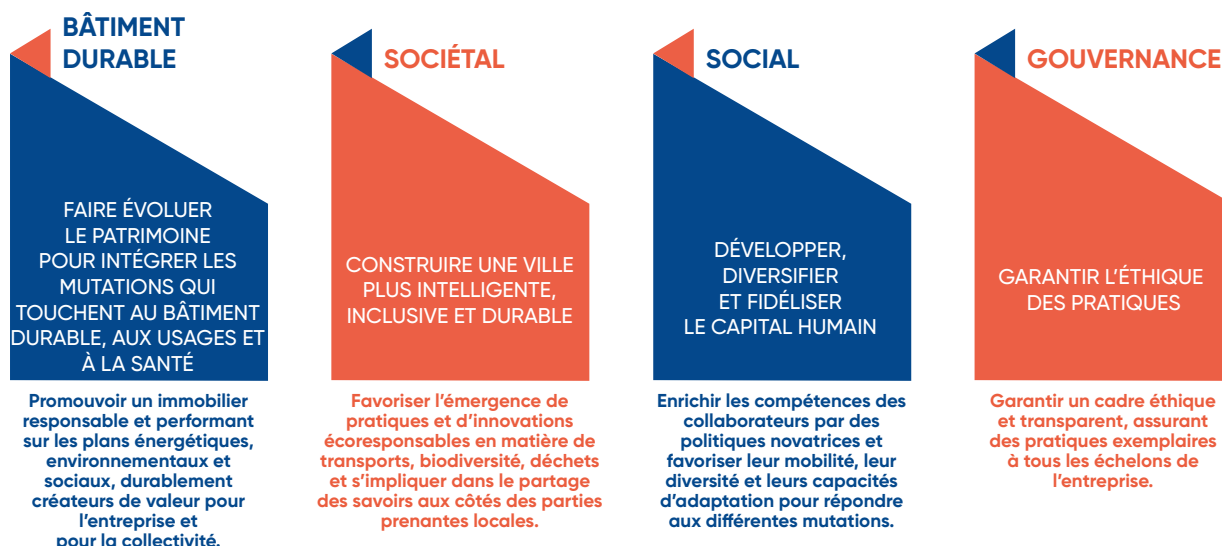 BÂTIMENT
DURABLE
FAIRE ÉVOLUER
LE PATRIMOINE
POUR INTÉGRER LES
MUTATIONS QUI
TOUCHENT AU BÂTIMENT
DURABLE, AUX USAGES ET
À LA SANTÉ
Promouvoir un immobilier
responsable et performant
sur les plans énergétiques,
environnementaux et
sociaux, durablement
créateurs de valeur pour
l’entreprise et
pour la collectivité.
SOCIÉTAL
CONSTRUIRE UNE VILLE
PLUS INTELLIGENTE,
INCLUSIVE ET DURABLE
Favoriser l’émergence de
pratiques et d’innovations
écoresponsables en matière de
transports, biodiversité, déchets
et s’impliquer dans le partage
des savoirs aux côtés des parties
prenantes locales.
SOCIAL
DÉVELOPPER,
DIVERSIFIER
ET FIDÉLISER
LE CAPITAL HUMAIN
Enrichir les compétences des
collaborateurs par des
politiques novatrices et
favoriser leur mobilité, leur
diversité et leurs capacités
d’adaptation pour répondre
aux différentes mutations.
GOUVERNANCE
GARANTIR L’ÉTHIQUE
DES PRATIQUES
Garantir un cadre éthique
et transparent, assurant
des pratiques exemplaires
à tous les échelons de
l’entreprise.